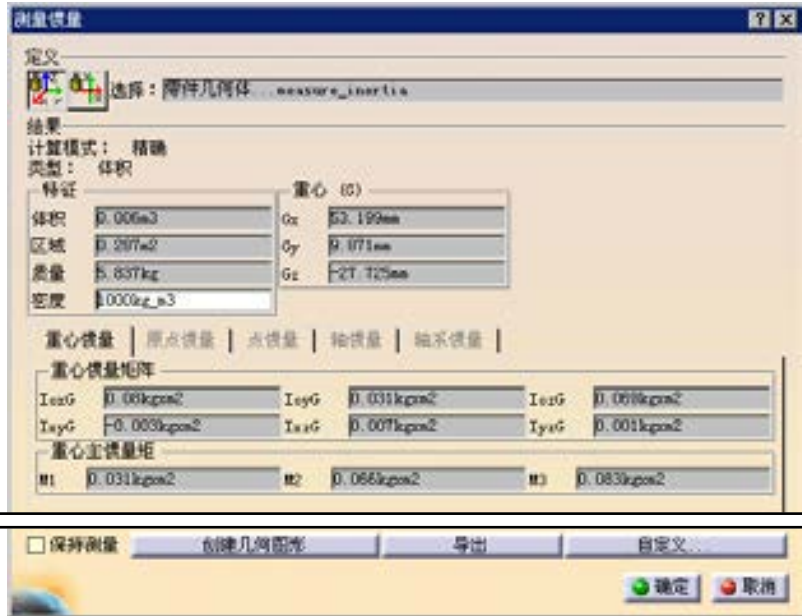 测量惯量
定义
选择：零件几何体...measure_inertia
结果
计算模式： 精确
类型： 体积
特征 重心 (G)
体积 0.006m3 Gx 53.199mm
区域 0.287m2 Gy 9.071mm
质量 5.837kg Gz -27.725mm
密度 1000kg_m3
重心惯量 原点惯量 点惯量 轴惯量 轴系惯量
重心惯量矩阵
IoxG 0.08kgxm2 IoyG 0.031kgxm2 IozG 0.069kgxm2
IxyG -0.003kgxm2 IxzG 0.007kgxm2 IyzG 0.001kgxm2
重心主惯量矩
M1 0.031kgxm2 M2 0.066kgxm2 M3 0.083kgxm2
保持测量 创建几何图形 导出 自定义...
确定 取消